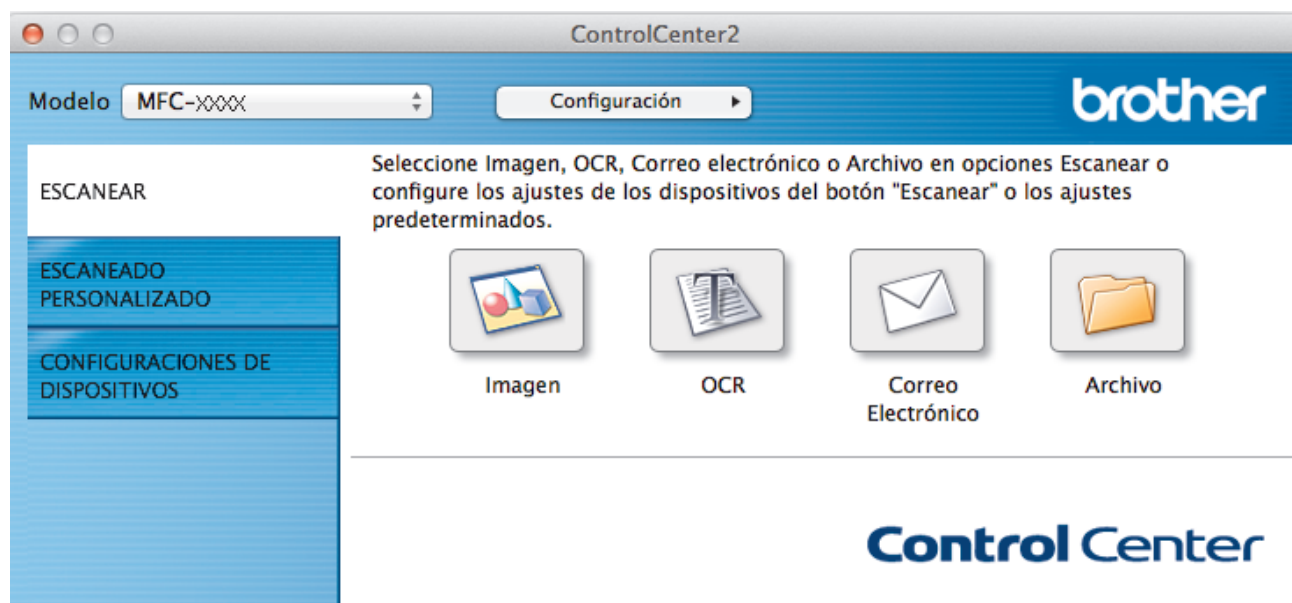 ControlCenter2
Modelo MFC-XXXX Configuración
brother
ESCANEAR
ESCANEADO
PERSONALIZADO
CONFIGURACIONES DE
DISPOSITIVOS
Seleccione Imagen, OCR, Correo electrónico o Archivo en opciones Escanear o
configure los ajustes de los dispositivos del botón "Escanear" o los ajustes
predeterminados.
Imagen
OCR
Correo
Electrónico
Archivo
Control Center